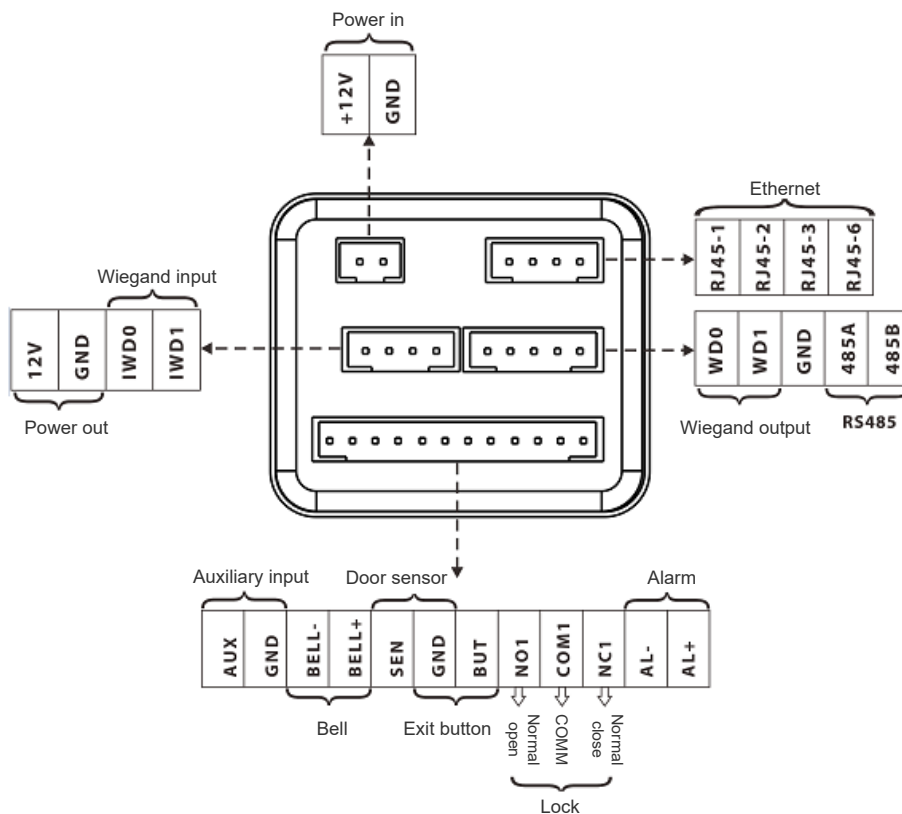 Power in
+12V
GND
Ethernet
RJ45-1
RJ45-2
RJ45-3
RJ45-6
Wiegand input
12V
GND
IWD0
IWD1
Power out
WD0
WD1
GND
485A
485B
Wiegand output
RS485
Auxiliary input
Door sensor
Alarm
AUX
GND
BELL-
BELL+
SEN
GND
BUT
NO1
COM1
NC1
AL-
AL+
Bell
Exit button
Normal
open
COMM
Normal
close
Lock